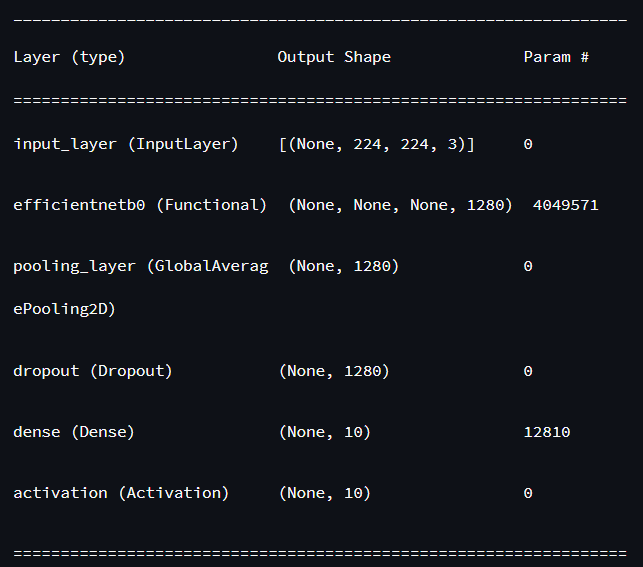 _________________________________________________________________
Layer (type)                Output Shape              Param #
=================================================================
input_layer (InputLayer)    [(None, 224, 224, 3)]     0
efficientnetb0 (Functional)  (None, None, None, 1280)  4049571
pooling_layer (GlobalAverag  (None, 1280)             0
ePooling2D)
dropout (Dropout)           (None, 1280)              0
dense (Dense)               (None, 10)                12810
activation (Activation)     (None, 10)                0
=================================================================